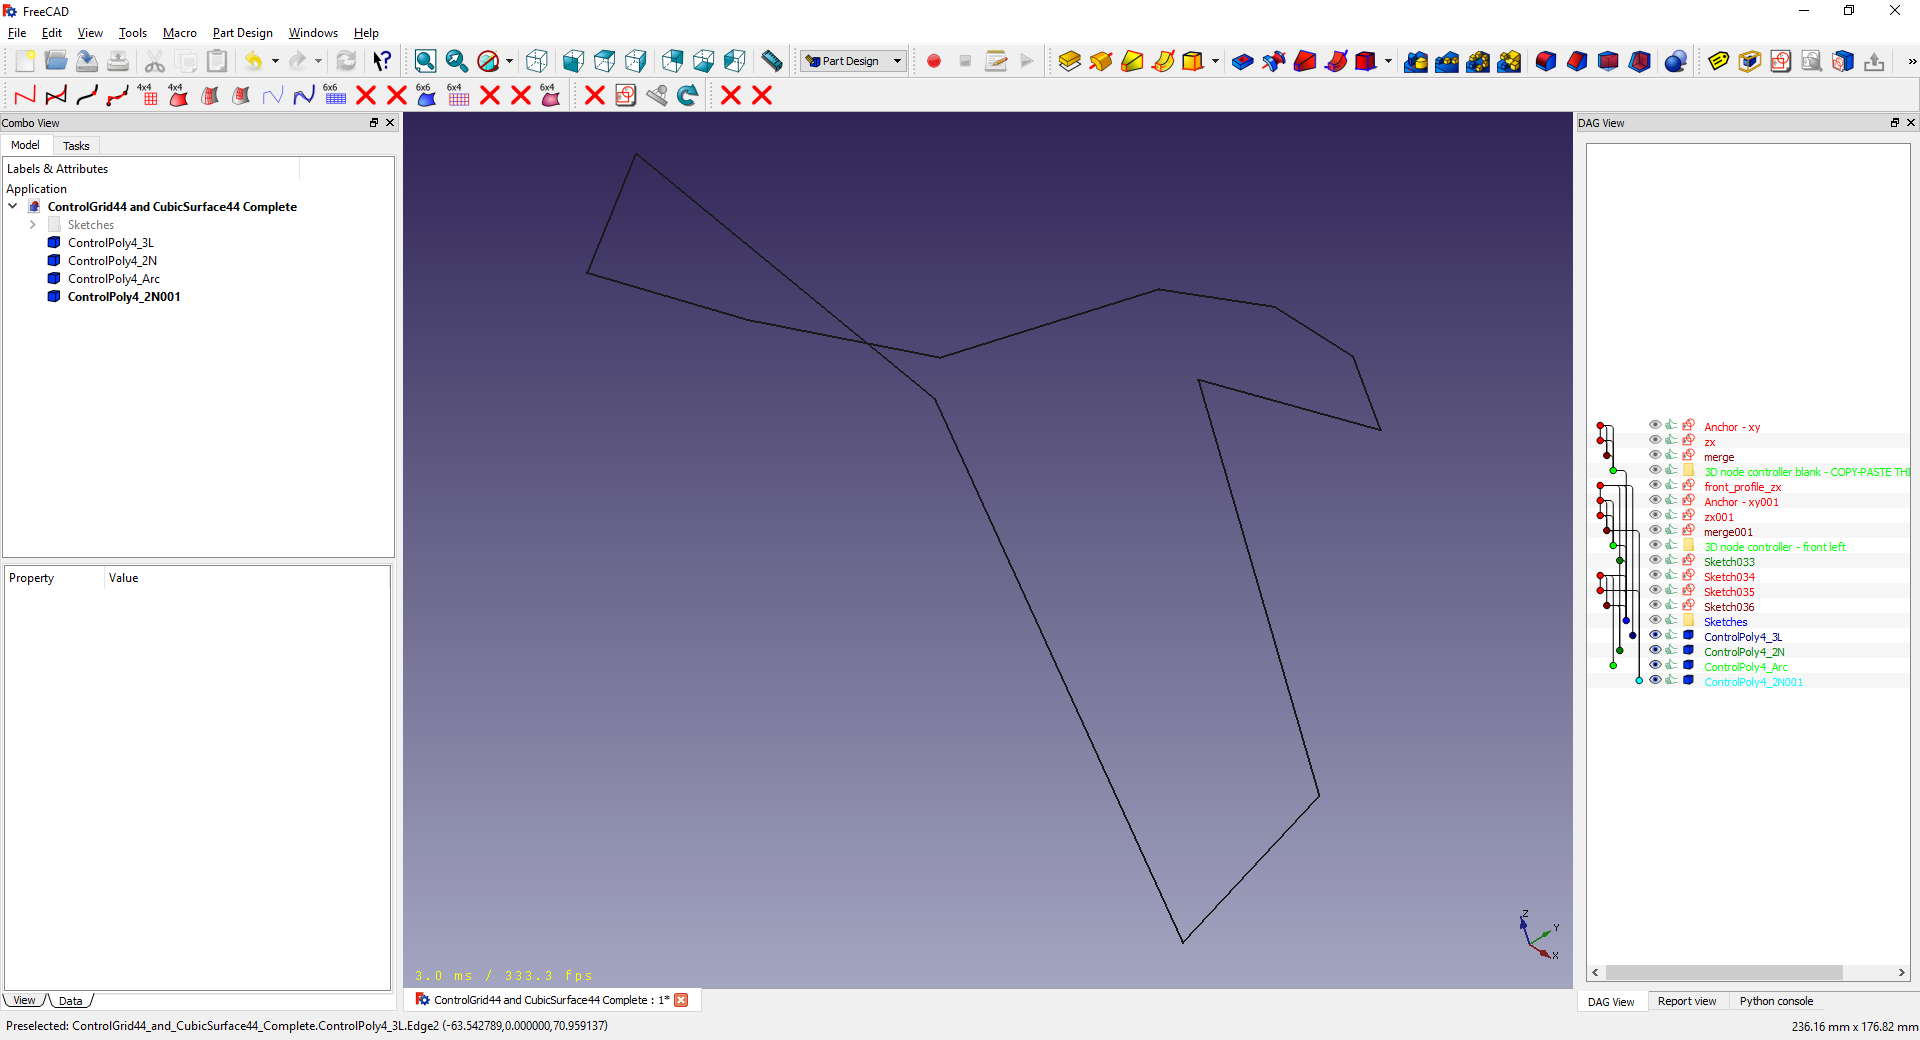 FreeCAD
File Edit View Tools Macro Part Design Windows Help
Part Design
4x4 4x4 6x6 6x6 6x6 6x4
Combo View
Model Tasks
Labels & Attributes
Application
ControlGrid44 and CubicSurface44 Complete
Sketches
ControlPoly4_3L
ControlPoly4_2N
ControlPoly4_Arc
ControlPoly4_2N001
Property Value
View Data
3.0 ms / 333.3 fps
Z
Y
X
ControlGrid44 and CubicSurface44 Complete : 1*
DAG View
Anchor - xy
zx
merge
3D node controller blank - COPY-PASTE THI
front_profile_zx
Anchor - xy001
zx001
merge001
3D node controller - front left
Sketch033
Sketch034
Sketch035
Sketch036
Sketches
ControlPoly4_3L
ControlPoly4_2N
ControlPoly4_Arc
ControlPoly4_2N001
DAG View Report view Python console
Preselected: ControlGrid44_and_CubicSurface44_Complete.ControlPoly4_3L.Edge2 (-63.542789,0.000000,70.959137)
236.16 mm x 176.82 mm